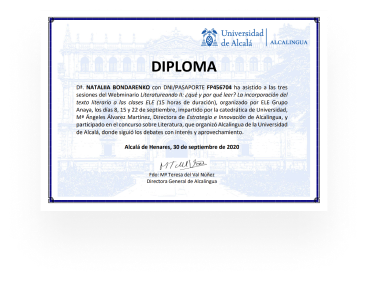 Universidad
de Alcalá
ALCALINGUA
DIPLOMA
Dª. NATALIIA BONDARENKO con DNI/PASAPORTE FP456704 ha asistido a las tres
sesiones del Webminario Literatureando II: ¿qué y por qué leer? La incorporación del
texto literario a las clases ELE (15 horas de duración), organizado por ELE Grupo
Anaya, los días 8, 15 y 22 de septiembre, impartido por la catedrática de Universidad,
Mª Ángeles Álvarez Martínez, Directora de Estrategia e Innovación de Alcalingua, y
participado en el concurso sobre Literatura, que organizó Alcalingua de la Universidad
de Alcalá, donde siguió los debates con interés y aprovechamiento.
Alcalá de Henares, 30 de septiembre de 2020
Fdo: Mª Teresa del Val Núñez
Directora General de Alcalingua